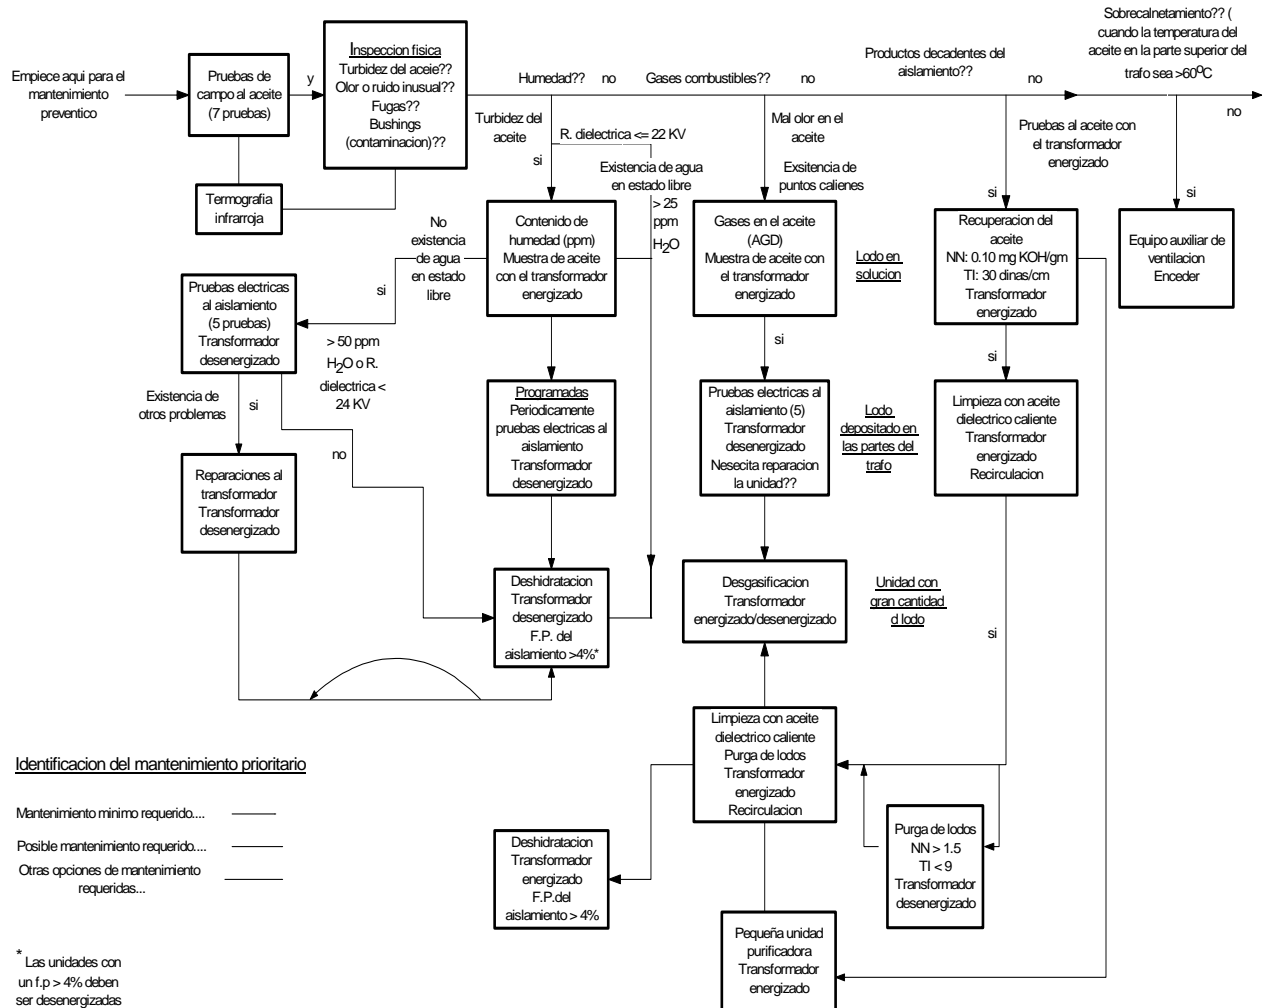 Empiece aqui para el
mantenimiento
preventico
Pruebas de
campo al aceite
(7 pruebas)
y
Termografia
infrarroja
Inspeccion fisica
Turbidez del aceie??
Olor o ruido inusual??
Fugas??
Bushings
(contaminacion)??
Humedad??
no
Gases combustibles??
no
Productos decadentes del
aislamiento??
no
Sobrecalnetamiento?? (
cuando la temperatura del
aceite en la parte superior del
trafo sea >60ºC
no
Turbidez del
aceite
si
R. dielectrica <= 22 KV
Existencia de agua
en estado libre
> 25
ppm
H2O
Mal olor en el
aceite
Exsitencia de
puntos calienes
Pruebas al aceite con
el transformador
energizado
si
si
No
existencia
de agua
en estado
libre
si
Contenido de
humedad (ppm)
Muestra de aceite
con el transformador
energizado
Gases en el aceite
(AGD)
Muestra de aceite con
el transformador
energizado
Lodo en
solucion
Recuperacion del
aceite
NN: 0.10 mg KOH/gm
TI: 30 dinas/cm
Transformador
energizado
Equipo auxiliar de
ventilacion
Enceder
Pruebas electricas
al aislamiento
(5 pruebas)
Transformador
desenergizado
> 50 ppm
H2O o R.
dielectrica <
24 KV
si
si
Existencia de
otros problemas
si
no
Programadas
Periodicamente
pruebas electricas al
aislamiento
Transformador
desenergizado
Pruebas electricas al
aislamiento (5)
Transformador
desenergizado
Nesecita reparacion
la unidad??
Lodo
depositado en
las partes del
trafo
Limpieza con aceite
dielectrico caliente
Transformador
energizado
Recirculacion
Reparaciones al
transformador
Transformador
desenergizado
Deshidratacion
Transformador
desenergizado
F.P. del
aislamiento >4%*
Desgasificacion
Transformador
energizado/desenergizado
Unidad con
gran cantidad
d lodo
si
Limpieza con aceite
dielectrico caliente
Purga de lodos
Transformador
energizado
Recirculacion
Purga de lodos
NN > 1.5
TI < 9
Transformador
desenergizado
Deshidratacion
Transformador
energizado
F.P.del
aislamiento > 4%
Pequeña unidad
purificadora
Transformador
energizado
Identificacion del mantenimiento prioritario
Mantenimiento minimo requerido....
Posible mantenimiento requerido....
Otras opciones de mantenimiento
requeridas...
* Las unidades con
un f.p > 4% deben
ser desenergizadas